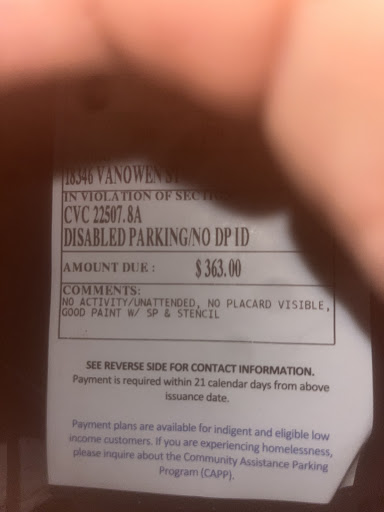 18346 VANOWEN ST
IN VIOLATION OF SECTION
CVC 22507.8A
DISABLED PARKING/NO DP ID
AMOUNT DUE : $ 363.00
COMMENTS:
NO ACTIVITY/UNATTENDED, NO PLACARD VISIBLE,
GOOD PAINT W/ SP & STENCIL
SEE REVERSE SIDE FOR CONTACT INFORMATION.
Payment is required within 21 calendar days from above
issuance date.
Payment plans are available for indigent and eligible low
income customers. If you are experiencing homelessness,
please inquire about the Community Assistance Parking
Program (CAPP).